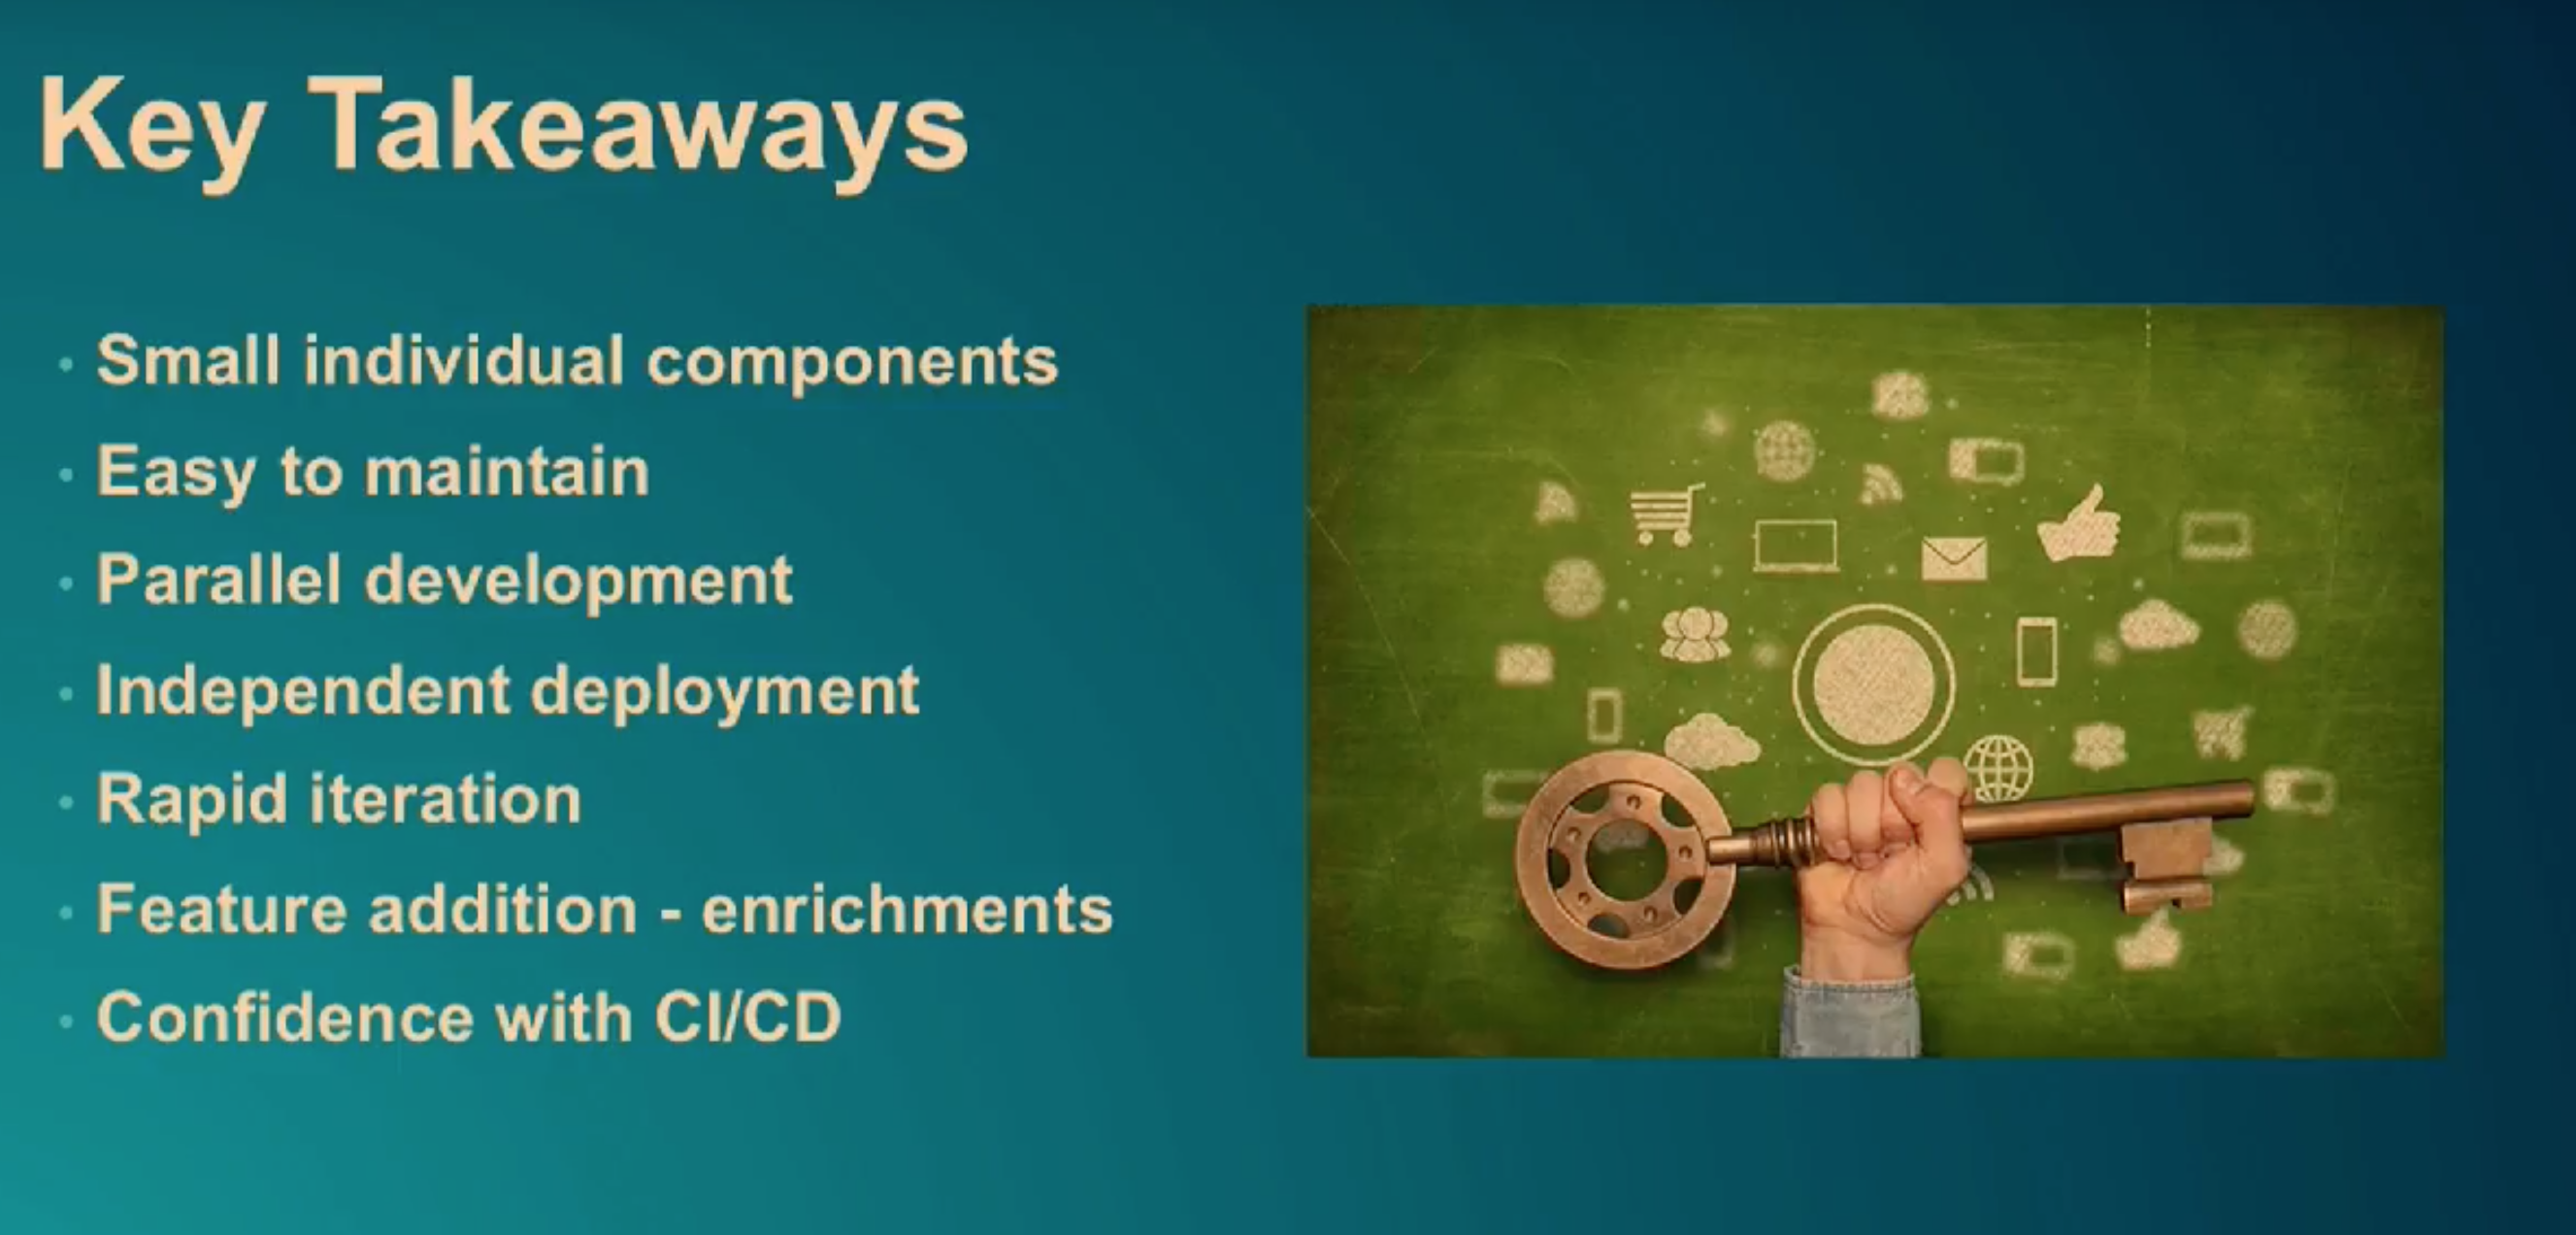 Key Takeaways
Small individual components
Easy to maintain
Parallel development
Independent deployment
Rapid iteration
Feature addition - enrichments
Confidence with CI/CD